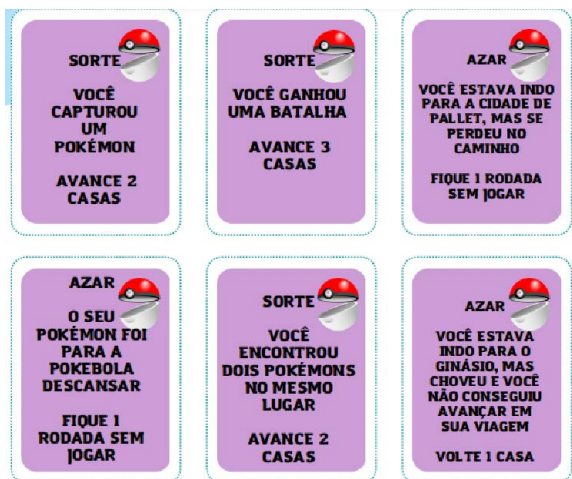 SORTE
VOCÊ
CAPTUROU
UM
POKÉMON
AVANCE 2
CASAS
SORTE
VOCÊ GANHOU
UMA BATALHA
AVANCE 3
CASAS
AZAR
VOCÊ ESTAVA INDO
PARA A CIDADE DE
PALLET, MAS SE
PERDEU NO
CAMINHO
FIQUE 1 RODADA
SEM JOGAR
AZAR
O SEU
POKÉMON FOI
PARA A
POKEBOLA
DESCANSAR
FIQUE 1
RODADA SEM
JOGAR
SORTE
VOCÊ
ENCONTROU
DOIS POKÉMONS
NO MESMO
LUGAR
AVANCE 2
CASAS
AZAR
VOCÊ ESTAVA
INDO PARA O
GINÁSIO, MAS
CHOVEU E VOCÊ
NÃO CONSEGUIU
AVANÇAR EM
SUA VIAGEM
VOLTE 1 CASA